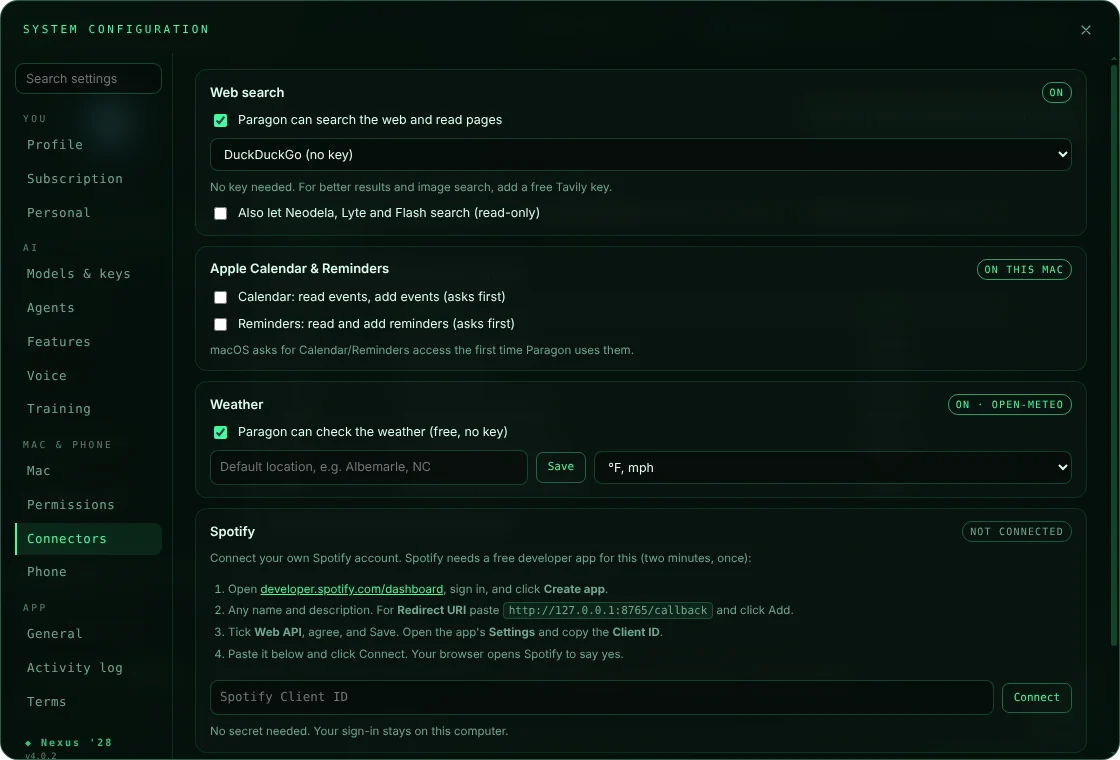 SYSTEM CONFIGURATION
Search settings
YOU
Profile
Subscription
Personal
AI
Models & keys
Agents
Features
Voice
Training
MAC & PHONE
Mac
Permissions
Connectors
Phone
APP
General
Activity log
Terms
◆ Nexus '28
v4.0.2
Web search
ON
Paragon can search the web and read pages
DuckDuckGo (no key)
No key needed. For better results and image search, add a free Tavily key.
Also let Neodela, Lyte and Flash search (read-only)
Apple Calendar & Reminders
ON THIS MAC
Calendar: read events, add events (asks first)
Reminders: read and add reminders (asks first)
macOS asks for Calendar/Reminders access the first time Paragon uses them.
Weather
ON · OPEN-METEO
Paragon can check the weather (free, no key)
Default location, e.g. Albemarle, NC
Save
°F, mph
Spotify
NOT CONNECTED
Connect your own Spotify account. Spotify needs a free developer app for this (two minutes, once):
1. Open developer.spotify.com/dashboard, sign in, and click Create app.
2. Any name and description. For Redirect URI paste http://127.0.0.1:8765/callback and click Add.
3. Tick Web API, agree, and Save. Open the app's Settings and copy the Client ID.
4. Paste it below and click Connect. Your browser opens Spotify to say yes.
Spotify Client ID
Connect
No secret needed. Your sign-in stays on this computer.